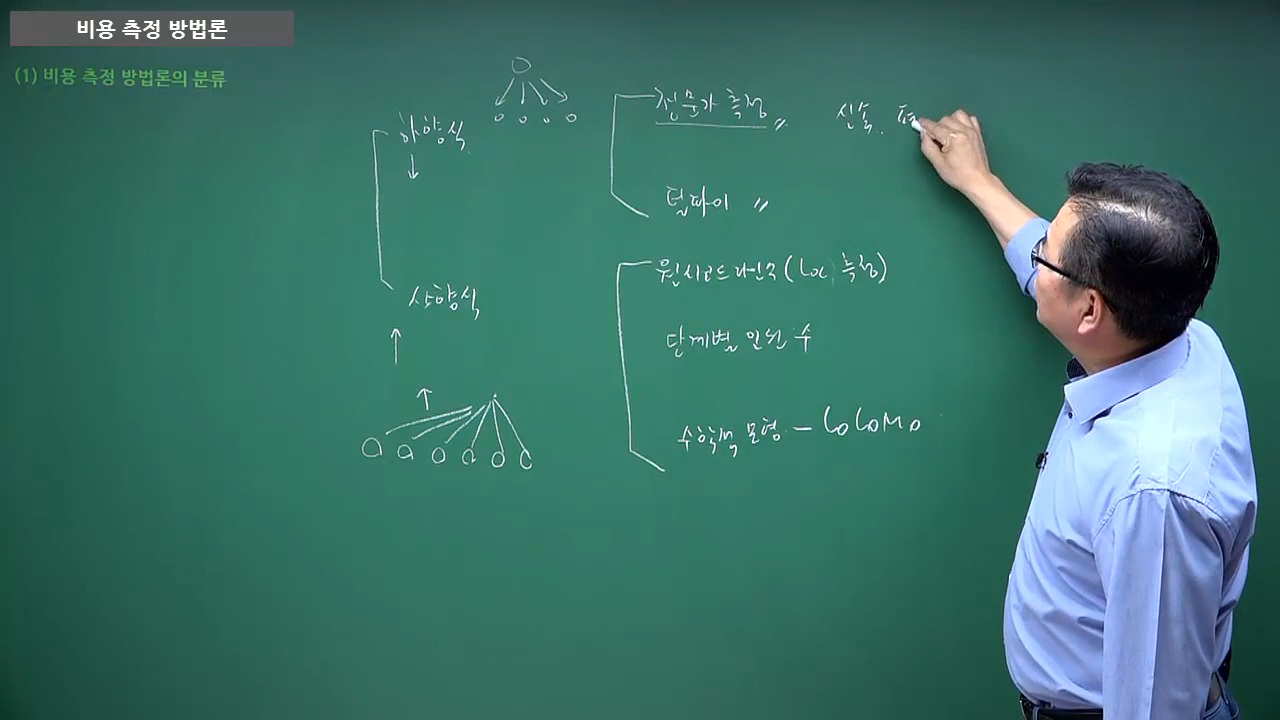 비용 측정 방법론
(1) 비용 측정 방법론의 분류
하향식
전문가 측정 〃
신속.
델파이 〃
상향식
원시코드 라인수 (Loc 측정)
단계별 인원 수
수학적 모형 - COCOMO